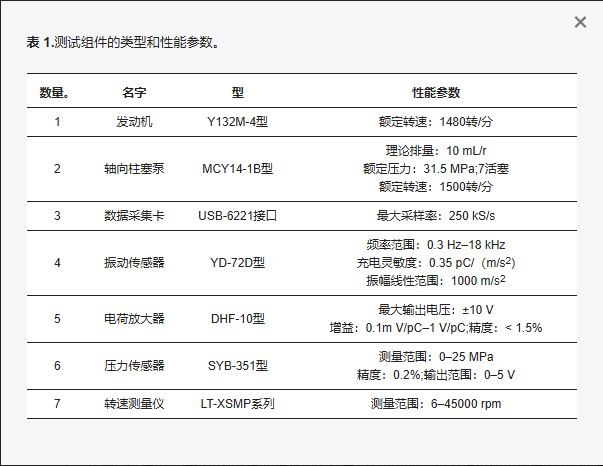 表 1.测试组件的类型和性能参数。
数量。 名字 型 性能参数
1 发动机 Y132M-4型 额定转速：1480转/分
2 轴向柱塞泵 MCY14-1B型 理论排量：10 mL/r
额定压力：31.5 MPa;7活塞
额定转速：1500转/分
3 数据采集卡 USB-6221接口 最大采样率：250 kS/s
4 振动传感器 YD-72D型 频率范围：0.3 Hz–18 kHz
充电灵敏度：0.35 pC/（m/s2）
振幅线性范围：1000 m/s2
5 电荷放大器 DHF-10型 最大输出电压：±10 V
增益：0.1m V/pC–1 V/pC;精度：< 1.5%
6 压力传感器 SYB-351型 测量范围：0–25 MPa
精度：0.2%;输出范围：0–5 V
7 转速测量仪 LT-XSMP系列 测量范围：6–45000 rpm